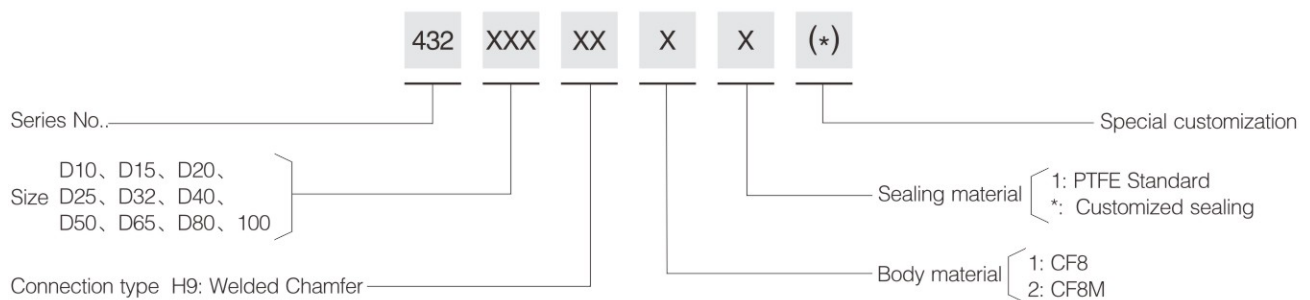 432 XXX XX X X (*)
Series No..
Special customization
D10、D15、D20、
Size D25、D32、D40、
D50、D65、D80、100
Sealing material
1: PTFE Standard
*: Customized sealing
Connection type H9: Welded Chamfer
Body material
1: CF8
2: CF8M